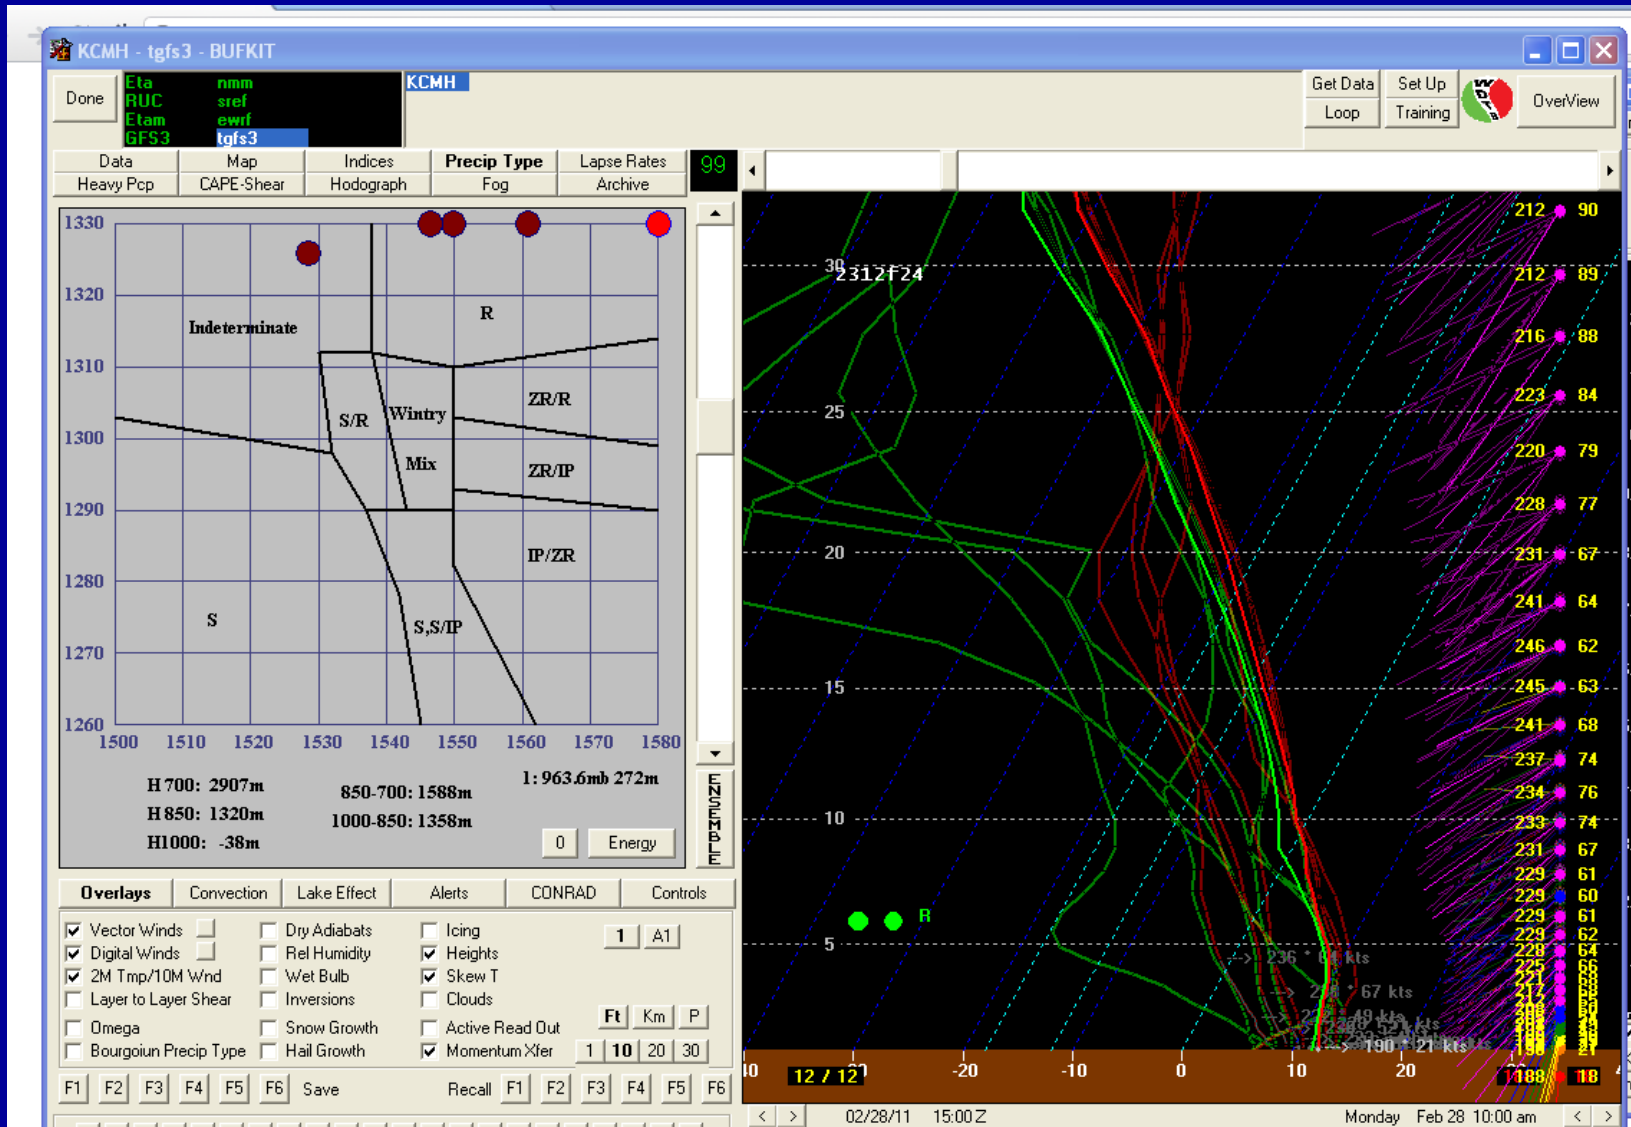 KCMH - tgfs3 - BUFKIT
Done
Eta nmm
RUC sref
Etam ewrf
GFS3 tgfs3
KCMH
Get Data Set Up
Loop Training
OverView
Data Map Indices Precip Type Lapse Rates
Heavy Pcp CAPE-Shear Hodograph Fog Archive
99
1330
1320
1310
1300
1290
1280
1270
1260
1500 1510 1520 1530 1540 1550 1560 1570 1580
Indeterminate
R
S/R
Wintry
Mix
ZR/R
ZR/IP
IP/ZR
S
S,S/IP
H700: 2907m
H850: 1320m
H1000: -38m
850-700: 1588m
1000-850: 1358m
1: 963.6mb 272m
0 Energy
ENSEMBLE
Overlays Convection Lake Effect Alerts CONRAD Controls
Vector Winds Dry Adiabats Icing 1 A1
Digital Winds Rel Humidity Heights
2M Tmp/10M Wnd Wet Bulb Skew T
Layer to Layer Shear Inversions Clouds
Omega Snow Growth Active Read Out Ft Km P
Bourgoiun Precip Type Hail Growth Momentum Xfer 1 10 20 30
F1 F2 F3 F4 F5 F6 Save Recall F1 F2 F3 F4 F5 F6
30
2312f24
25
20
15
10
5
R
212 90
212 89
216 88
223 84
220 79
228 77
231 67
241 64
246 62
245 63
241 68
237 74
234 76
233 74
231 67
229 61
229 60
229 61
229 62
228 64
225 66
---> 236 * 64 kts
67 kts
49 kts
---> 190 * 21 kts
12 / 12
-20 -10 0 10 20
188 18
< > 02/28/11 15:00Z Monday Feb 28 10:00 am < >